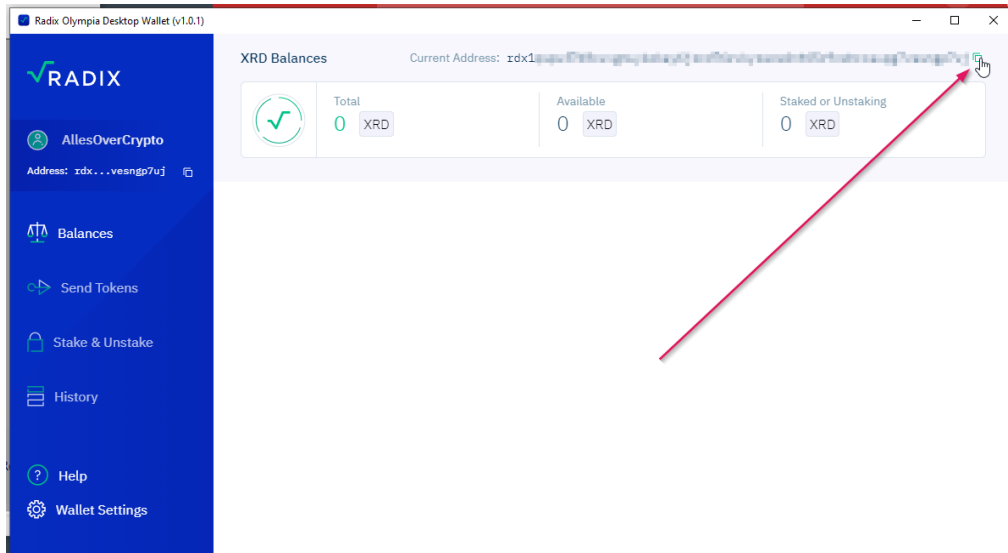 Radix Olympia Desktop Wallet (v1.0.1)
RADIX
AllesOverCrypto
Address: rdx...vesngp7uj
Balances
Send Tokens
Stake & Unstake
History
? Help
Wallet Settings
XRD Balances
Current Address: rdx1
Total
0 XRD
Available
0 XRD
Staked or Unstaking
0 XRD